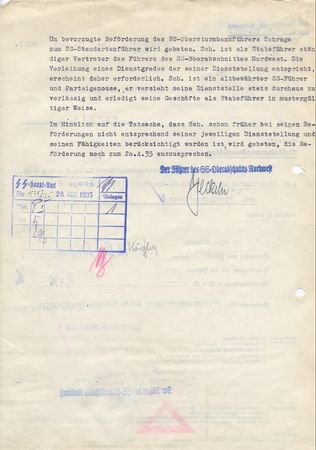 Um bevorzugte Beförderung des SS-Obersturmbannführers Schrage
zum SS-Standartenführer wird gebeten. Sch. ist als Stabsführer stän
diger Vertreter des Führers des SS-Oberabschnittes Nordwest. Die
Verleihung eines Dienstgrades der seiner Dienststellung entspricht,
erscheint daher erforderlich. Sch. ist ein altbewährter SS-Führer
und Parteigenosse, er versieht seine Dienststelle stets durchaus zu
verlässig und erledigt seine Geschäfte als Stabsführer in mustergül
tiger Weise.
Im Hinblick auf die Tatsache, dass Sch. schon früher bei seinen Be
förderungen nicht entsprechend seiner jeweiligen Dienststellung und
seinen Fähigkeiten berücksichtigt worden ist, wird gebeten, die Be
förderung noch zum 20.4.35 auszusprechen.
Der Führer des SS-Oberabschnitts Nordwest
SS-Haupt-Amt
Nr.
1935
Anlagen
1